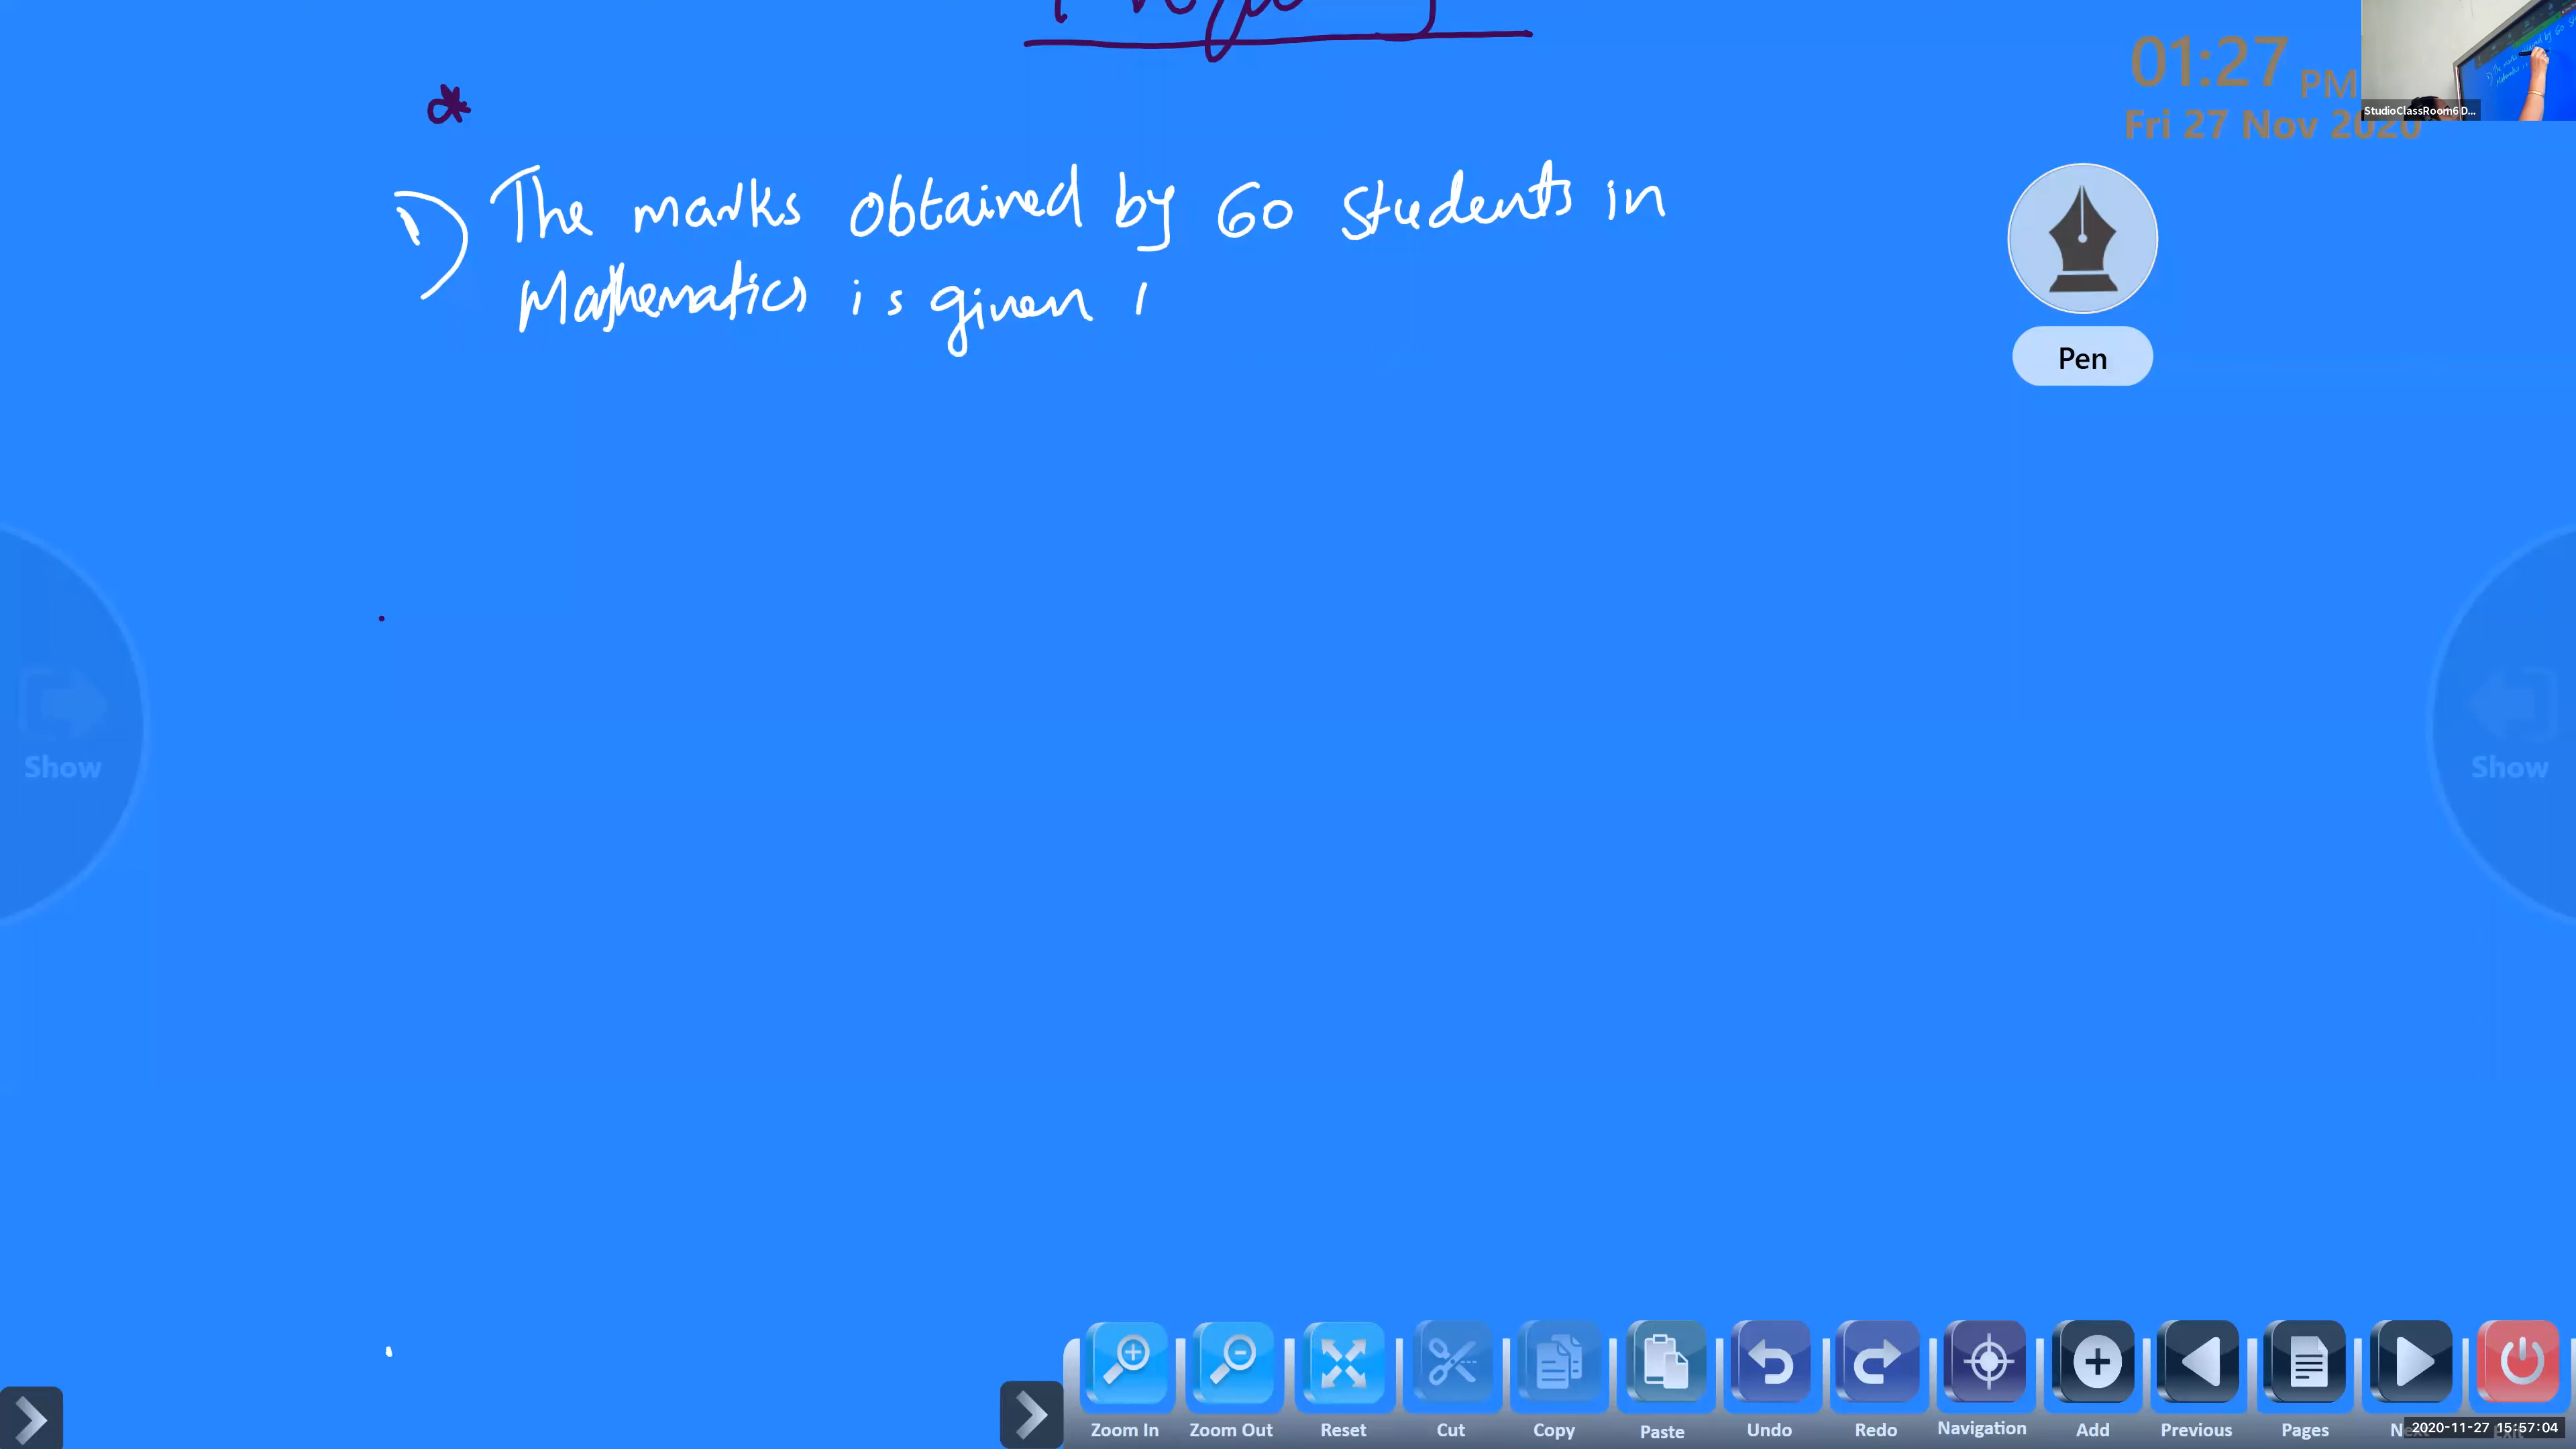 01:27 PM
StudioClassRoom6 D...
Fri 27 Nov 2020
1) The marks obtained by 60 students in
Mathematics is given
Pen
Show
Show
Zoom In
Zoom Out
Reset
Cut
Copy
Paste
Undo
Redo
Navigation
Add
Previous
Pages
2020-11-27 15:57:04